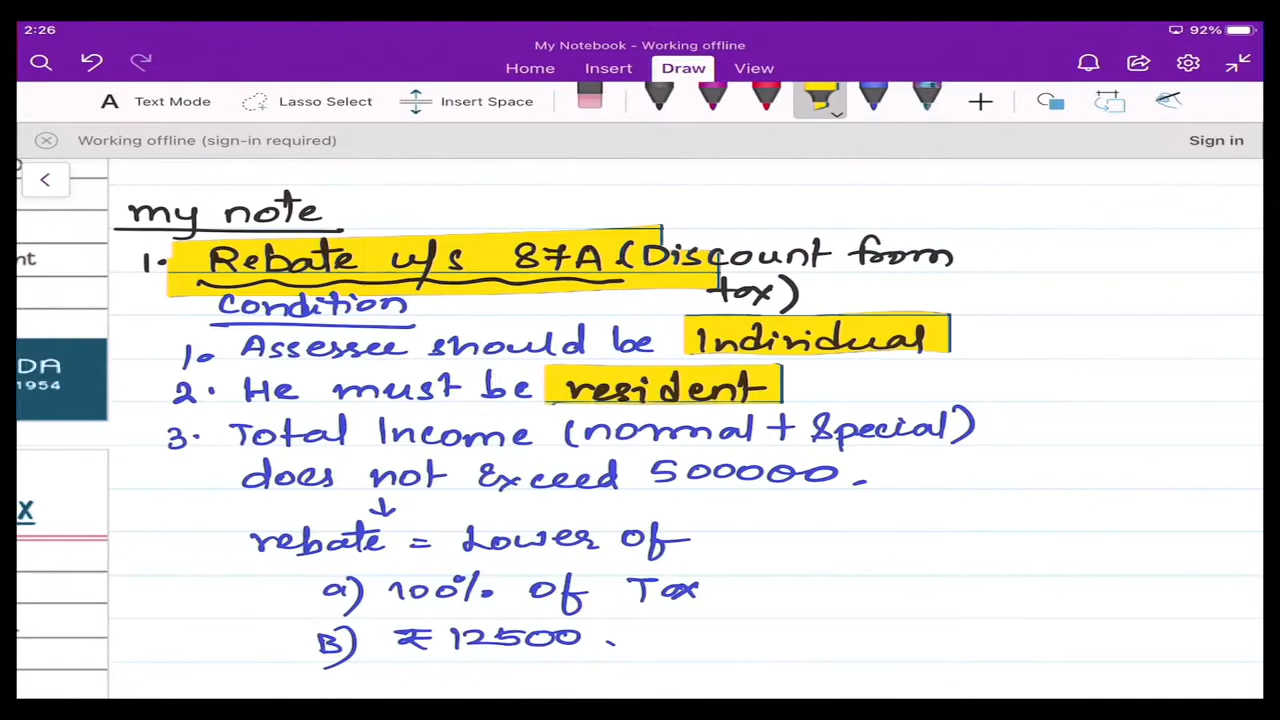 2:26
92%
My Notebook - Working offline
Home Insert Draw View
Text Mode Lasso Select Insert Space
Working offline (sign-in required) Sign in
nt
DA
1954
X
my note
1. Rebate u/s 87A (Discount from
tax)
Condition
1. Assessee should be Individual
2. He must be resident
3. Total Income (normal + Special)
does not Exceed 500000.
rebate = Lower of
a) 100% of Tax
B) ₹ 12500.